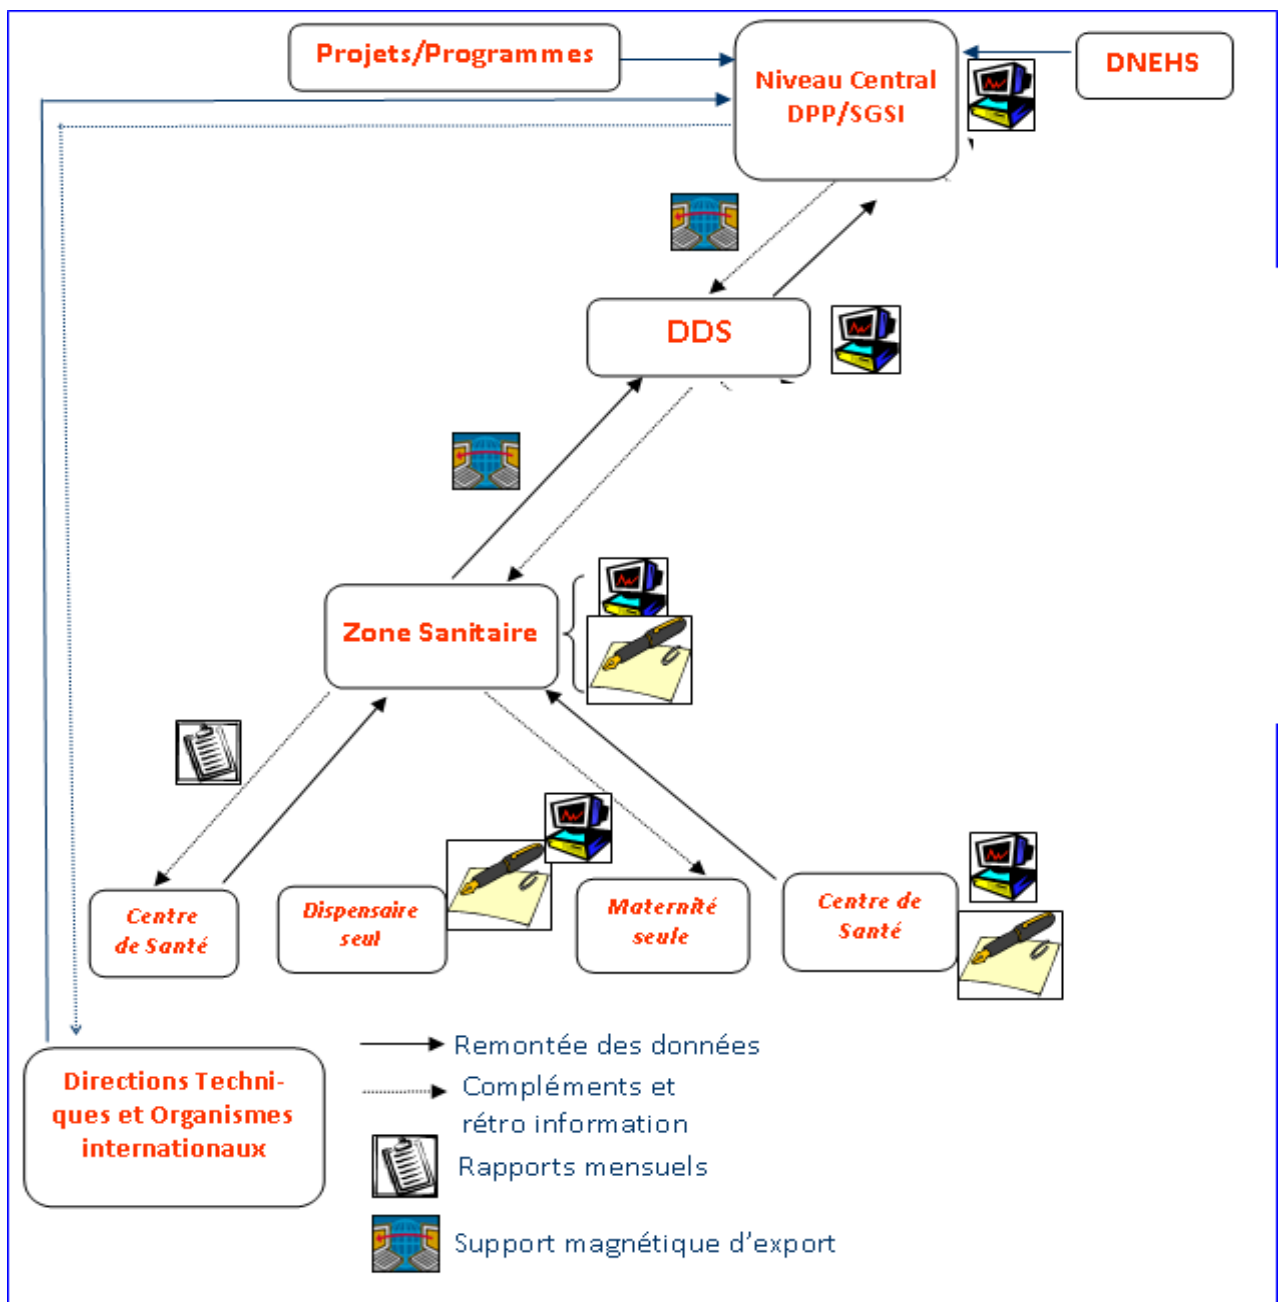 Projets/Programmes
Niveau Central
DPP/SGSI
DNEHS
DDS
Zone Sanitaire
Centre
de Santé
Dispensaire
seul
Maternité
seule
Centre de
Santé
Directions Techni-
ques et Organismes
internationaux
Remontée des données
Compléments et
rétro information
Rapports mensuels
Support magnétique d'export